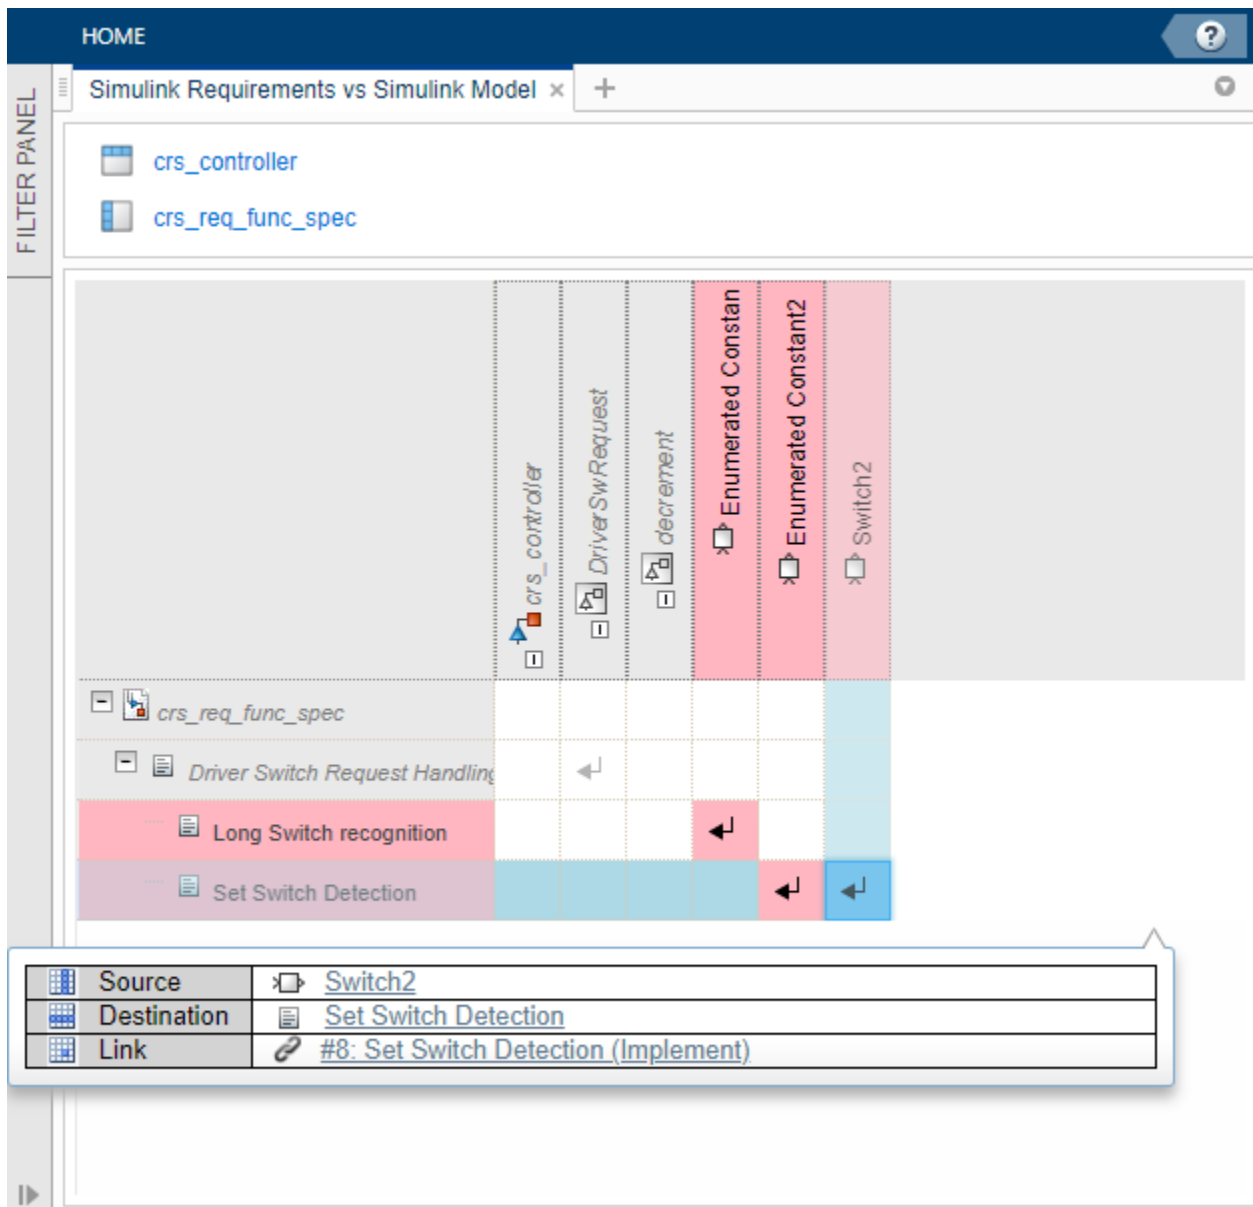 HOME
FILTER PANEL
Simulink Requirements vs Simulink Model
crs_controller
crs_req_func_spec
crs_controller
DriverSwRequest
decrement
Enumerated Constan
Enumerated Constant2
Switch2
crs_req_func_spec
Driver Switch Request Handling
Long Switch recognition
Set Switch Detection
Source Switch2
Destination Set Switch Detection
Link #8: Set Switch Detection (Implement)